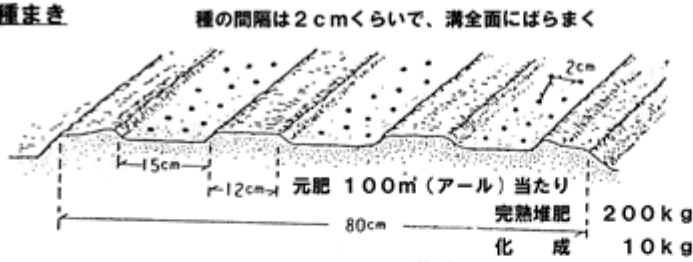 種まき
種の間隔は2cmくらいで、溝全面にばらまく
2cm
15cm
12cm
元肥 100㎡(アール)当たり
完熟堆肥 200kg
80cm
化 成 10kg